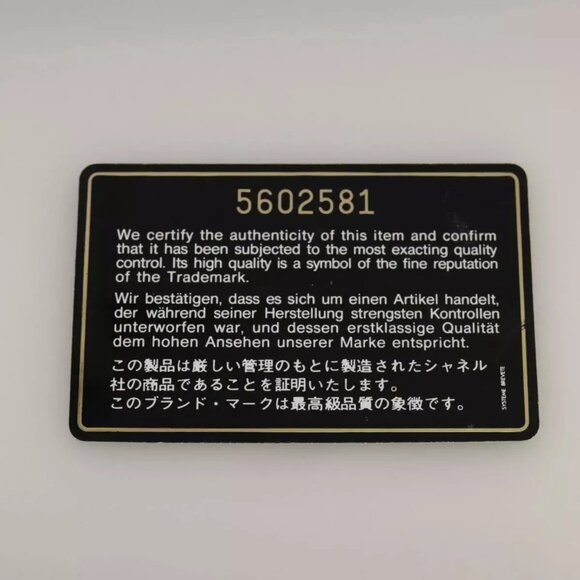 5602581
We certify the authenticity of this item and confirm
that it has been subjected to the most exacting quality
control. Its high quality is a symbol of the fine reputation
of the Trademark.
Wir bestätigen, dass es sich um einen Artikel handelt,
der während seiner Herstellung strengsten Kontrollen
unterworfen war, und dessen erstklassige Qualität
dem hohen Ansehen unserer Marke entspricht.
この製品は厳しい管理のもとに製造されたシャネル
社の商品であることを証明いたします。
このブランド・マークは最高級品質の象徴です。
SYSTEME BREVETE